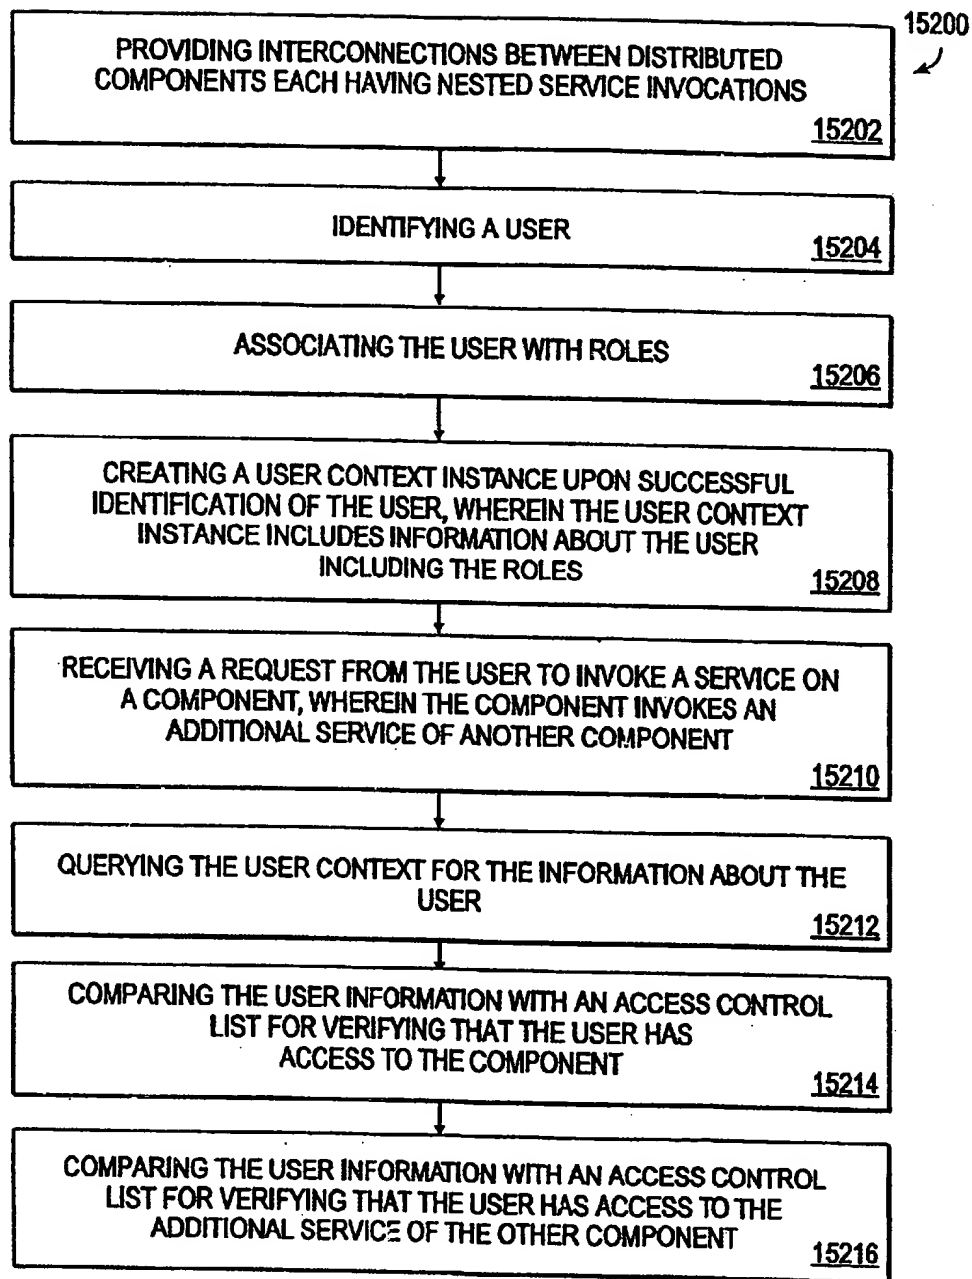 15200
PROVIDING INTERCONNECTIONS BETWEEN DISTRIBUTED
COMPONENTS EACH HAVING NESTED SERVICE INVOCATIONS
15202
IDENTIFYING A USER
15204
ASSOCIATING THE USER WITH ROLES
15206
CREATING A USER CONTEXT INSTANCE UPON SUCCESSFUL
IDENTIFICATION OF THE USER, WHEREIN THE USER CONTEXT
INSTANCE INCLUDES INFORMATION ABOUT THE USER
INCLUDING THE ROLES
15208
RECEIVING A REQUEST FROM THE USER TO INVOKE A SERVICE ON
A COMPONENT, WHEREIN THE COMPONENT INVOKES AN
ADDITIONAL SERVICE OF ANOTHER COMPONENT
15210
QUERYING THE USER CONTEXT FOR THE INFORMATION ABOUT THE
USER
15212
COMPARING THE USER INFORMATION WITH AN ACCESS CONTROL
LIST FOR VERIFYING THAT THE USER HAS
ACCESS TO THE COMPONENT
15214
COMPARING THE USER INFORMATION WITH AN ACCESS CONTROL
LIST FOR VERIFYING THAT THE USER HAS ACCESS TO THE
ADDITIONAL SERVICE OF THE OTHER COMPONENT
15216